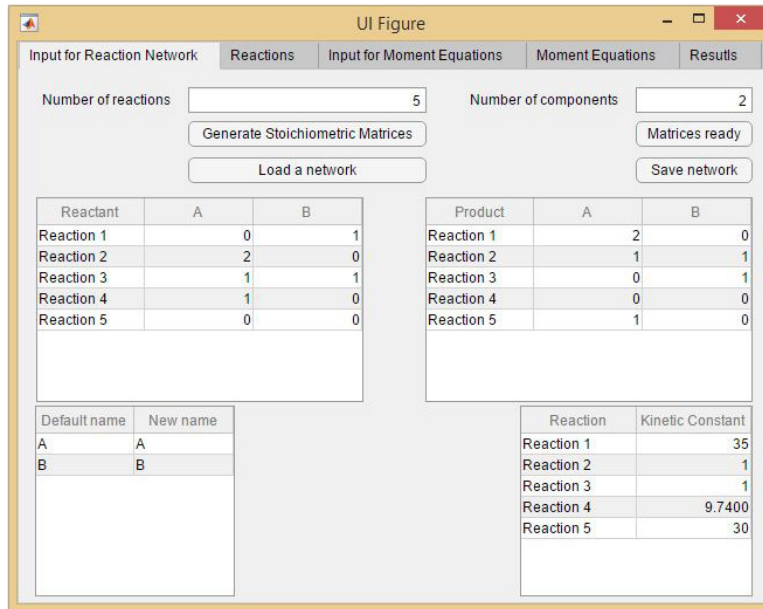 UI Figure
Input for Reaction Network Reactions Input for Moment Equations Moment Equations Resutls
Number of reactions 5 Number of components 2
Generate Stoichiometric Matrices Matrices ready
Load a network Save network
Reactant A B
Reaction 1 0 1
Reaction 2 2 0
Reaction 3 1 1
Reaction 4 1 0
Reaction 5 0 0
Product A B
Reaction 1 2 0
Reaction 2 1 1
Reaction 3 0 1
Reaction 4 0 0
Reaction 5 1 0
Default name New name
A A
B B
Reaction Kinetic Constant
Reaction 1 35
Reaction 2 1
Reaction 3 1
Reaction 4 9.7400
Reaction 5 30